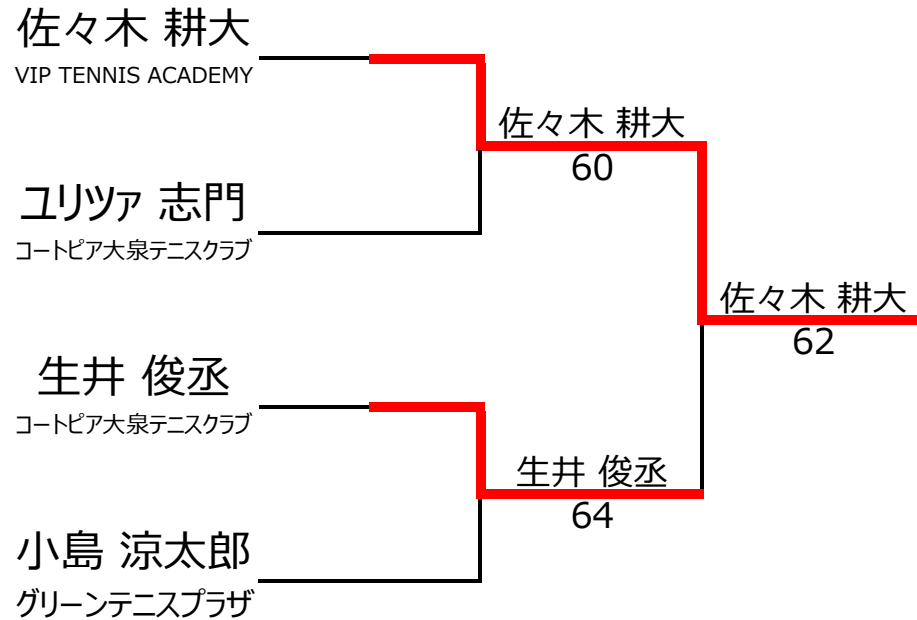 佐々木 耕大
VIP TENNIS ACADEMY
佐々木 耕大
60
ユリツァ 志門
コートピア大泉テニスクラブ
佐々木 耕大
62
生井 俊丞
コートピア大泉テニスクラブ
生井 俊丞
64
小島 涼太郎
グリーンテニスプラザ